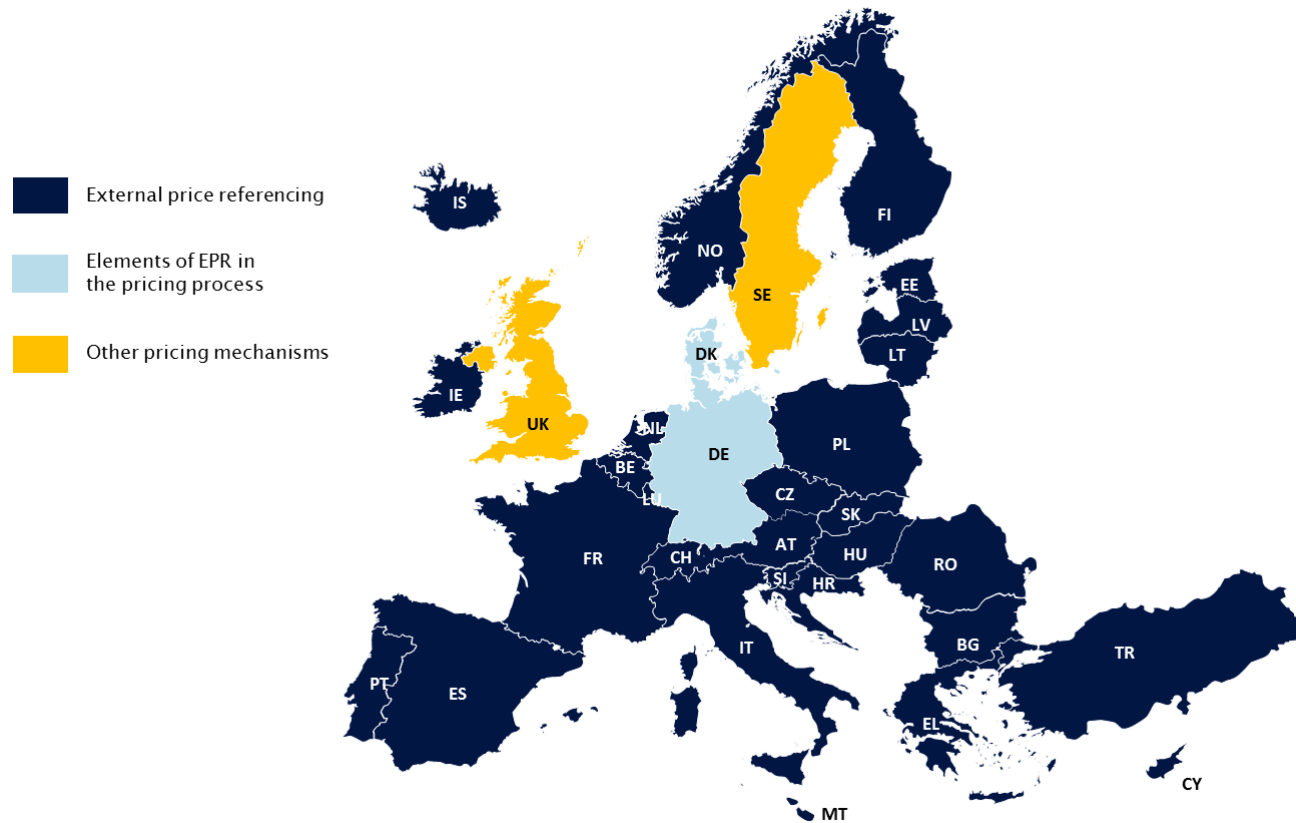 External price referencing
Elements of EPR in
the pricing process
Other pricing mechanisms
IS
NO
FI
SE
EE
LV
LT
DK
IE
UK
NL
BE
LU
DE
PL
CZ
SK
AT
HU
CH
FR
SI
HR
RO
IT
BG
TR
PT
ES
EL
CY
MT